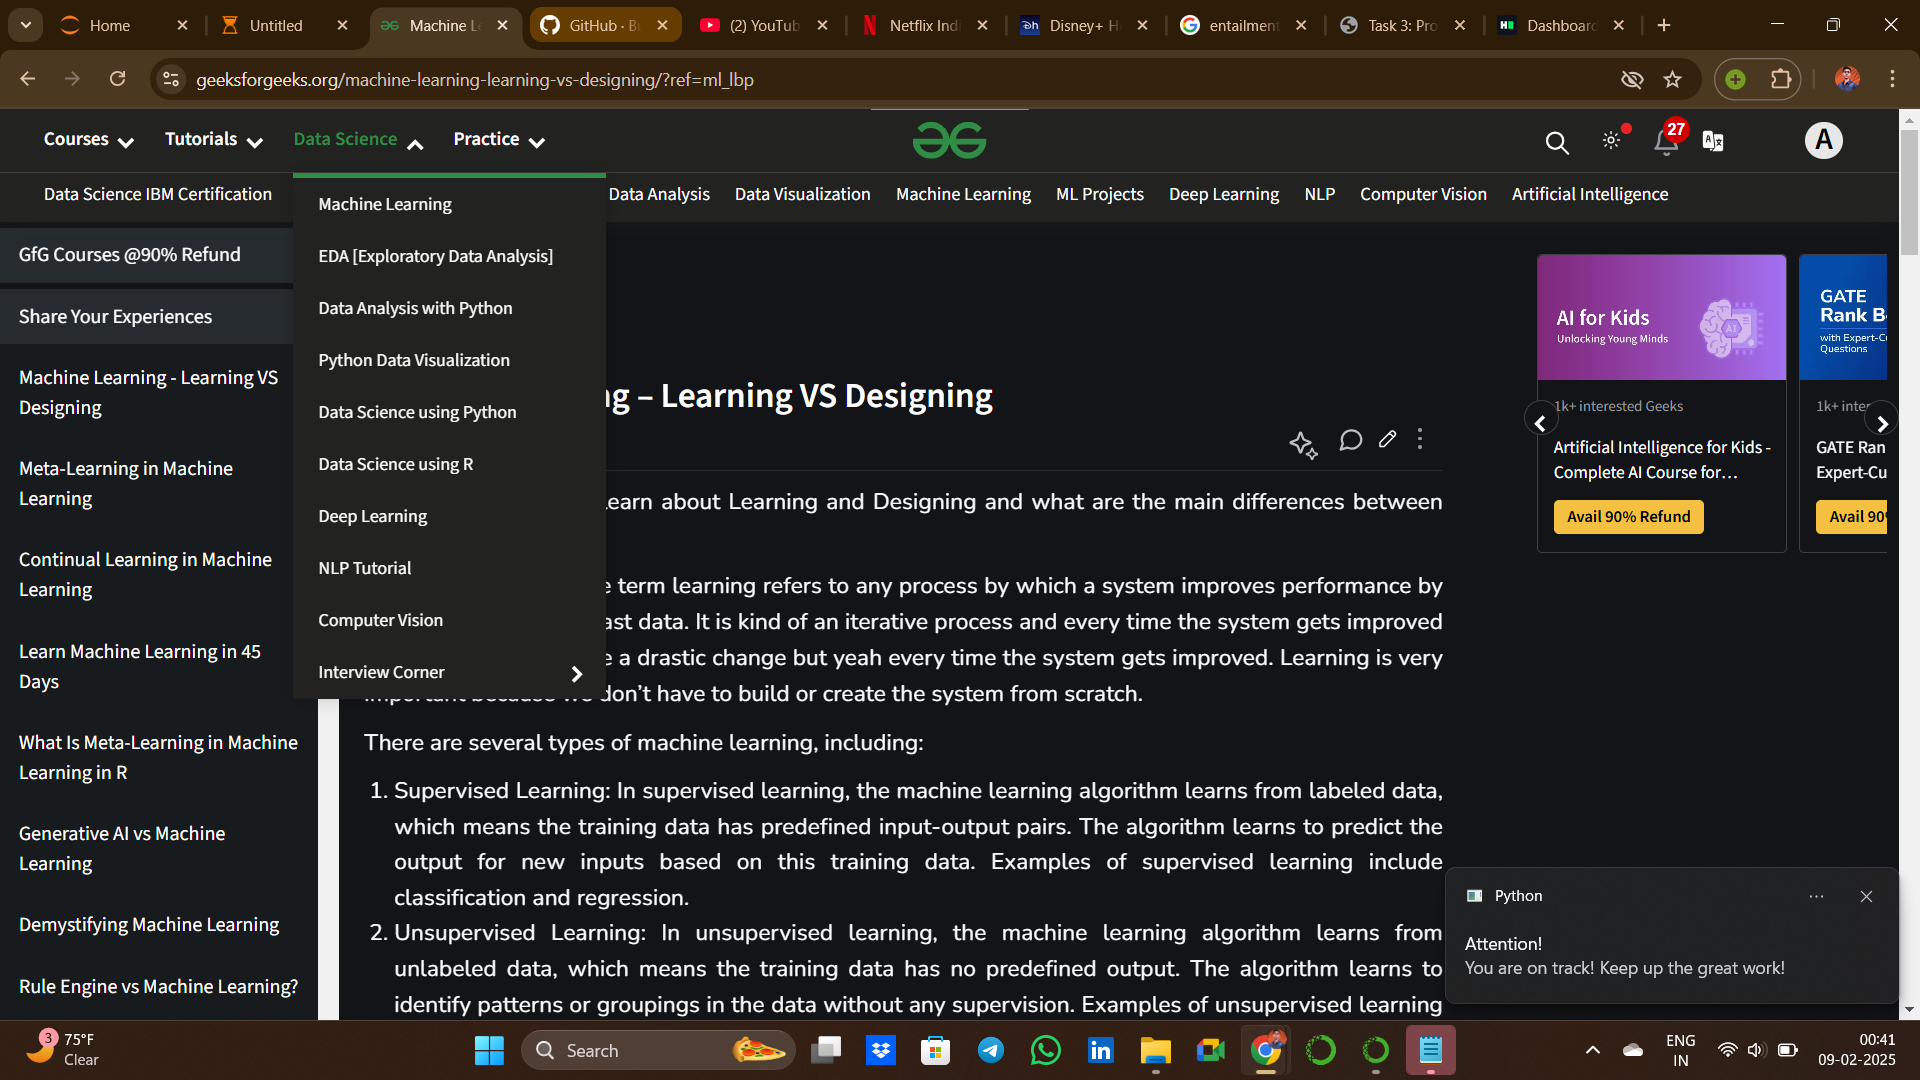 Home
Untitled
Machine Le
GitHub · B
(2) YouTub
Netflix Indi
Disney+ H
entailment
Task 3: Pro
Dashboard
geeksforgeeks.org/machine-learning-learning-vs-designing/?ref=ml_lbp
Courses
Tutorials
Data Science
Practice
27
A
Data Science IBM Certification
Data Analysis
Data Visualization
Machine Learning
ML Projects
Deep Learning
NLP
Computer Vision
Artificial Intelligence
Machine Learning
EDA [Exploratory Data Analysis]
Data Analysis with Python
Python Data Visualization
Data Science using Python
Data Science using R
Deep Learning
NLP Tutorial
Computer Vision
Interview Corner
GfG Courses @90% Refund
Share Your Experiences
Machine Learning - Learning VS
Designing
Meta-Learning in Machine
Learning
Continual Learning in Machine
Learning
Learn Machine Learning in 45
Days
What Is Meta-Learning in Machine
Learning in R
Generative AI vs Machine
Learning
Demystifying Machine Learning
Rule Engine vs Machine Learning?
ng – Learning VS Designing
earn about Learning and Designing and what are the main differences between
term learning refers to any process by which a system improves performance by
ast data. It is kind of an iterative process and every time the system gets improved
a drastic change but yeah every time the system gets improved. Learning is very
important because we don't have to build or create the system from scratch.
There are several types of machine learning, including:
1. Supervised Learning: In supervised learning, the machine learning algorithm learns from labeled data,
which means the training data has predefined input-output pairs. The algorithm learns to predict the
output for new inputs based on this training data. Examples of supervised learning include
classification and regression.
2. Unsupervised Learning: In unsupervised learning, the machine learning algorithm learns from
unlabeled data, which means the training data has no predefined output. The algorithm learns to
identify patterns or groupings in the data without any supervision. Examples of unsupervised learning
AI for Kids
Unlocking Young Minds
AI
1k+ interested Geeks
Artificial Intelligence for Kids -
Complete AI Course for...
Avail 90% Refund
GATE
Rank B
with Expert-Cu
Questions
1k+ inter
GATE Ran
Expert-Cu
Avail 90%
Python
Attention!
You are on track! Keep up the great work!
3
75°F
Clear
Search
ENG
IN
00:41
09-02-2025